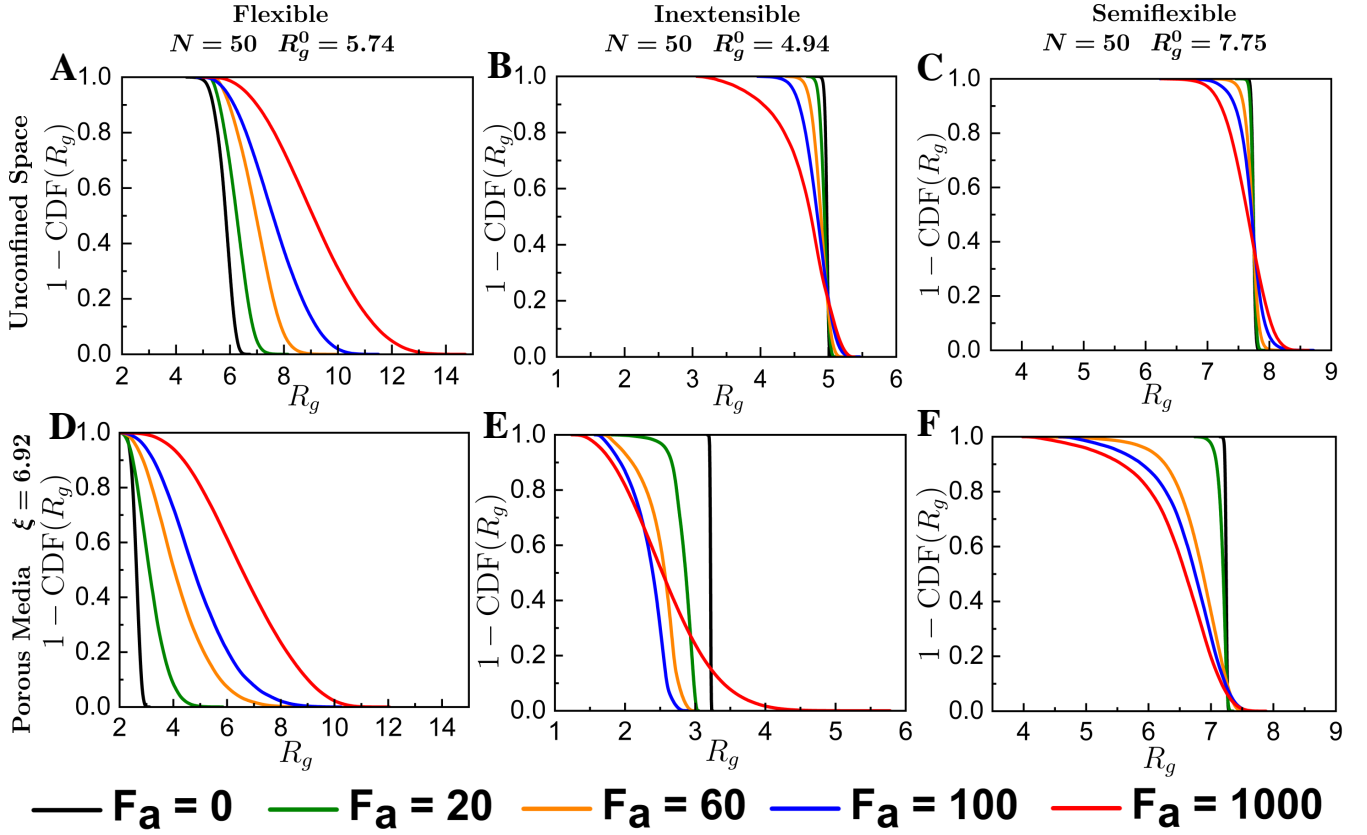 Flexible
N = 50 R_g^0 = 5.74
Inextensible
N = 50 R_g^0 = 4.94
Semiflexible
N = 50 R_g^0 = 7.75
Unconfined Space
A
1 − CDF(R_g)
1.0
0.8
0.6
0.4
0.2
0.0
2 4 6 8 10 12 14
R_g
B
1 − CDF(R_g)
1.0
0.8
0.6
0.4
0.2
0.0
1 2 3 4 5 6
R_g
C
1 − CDF(R_g)
1.0
0.8
0.6
0.4
0.2
0.0
4 5 6 7 8 9
R_g
Porous Media ξ = 6.92
D
1 − CDF(R_g)
1.0
0.8
0.6
0.4
0.2
0.0
2 4 6 8 10 12 14
R_g
E
1 − CDF(R_g)
1.0
0.8
0.6
0.4
0.2
0.0
1 2 3 4 5 6
R_g
F
1 − CDF(R_g)
1.0
0.8
0.6
0.4
0.2
0.0
4 5 6 7 8 9
R_g
F_a = 0 F_a = 20 F_a = 60 F_a = 100 F_a = 1000